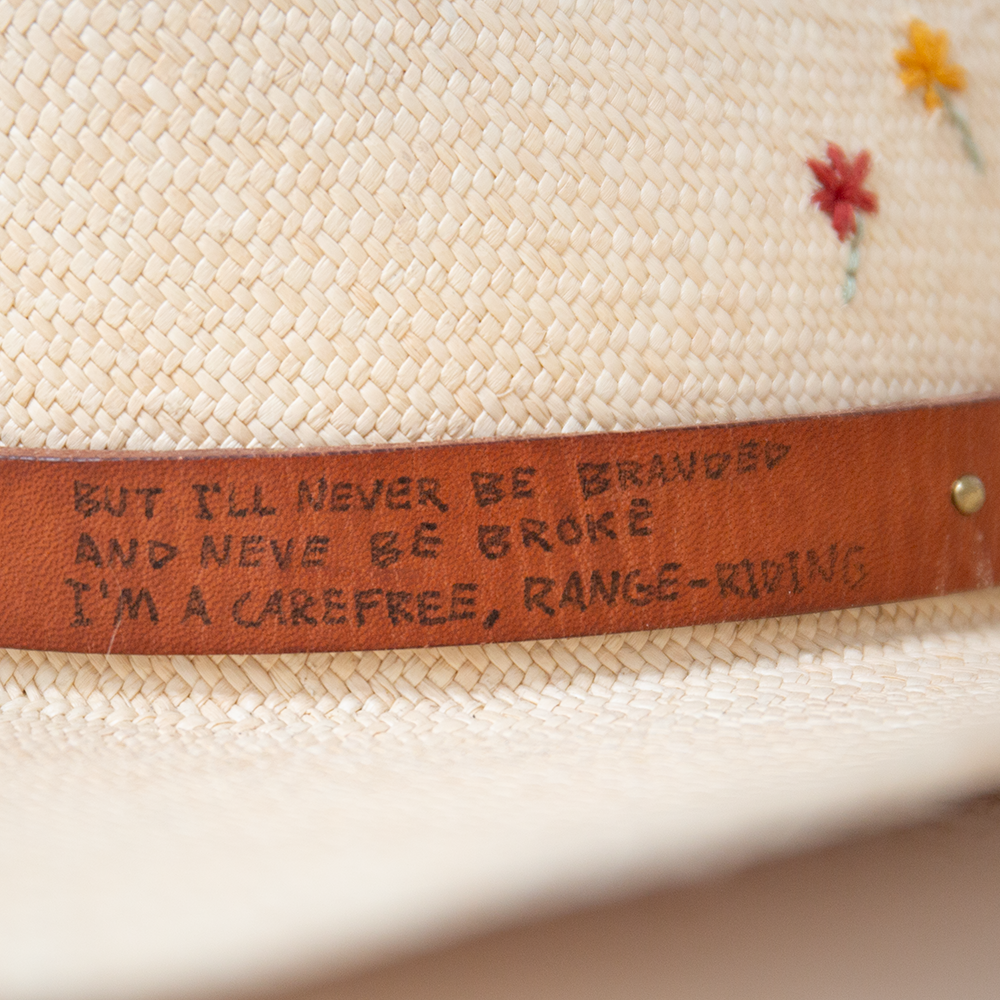 BUT I'LL NEVER BE BRANDED
AND NEVE BE BROKE
I'M A CAREFREE, RANGE-RIDING